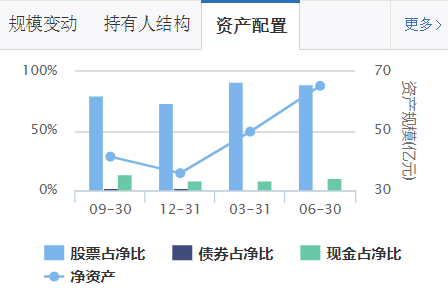 规模变动 持有人结构 资产配置 更多>
100% 70
50% 50
0% 30
资产规模(亿元)
09-30 12-31 03-31 06-30
股票占净比 债券占净比 现金占净比
净资产